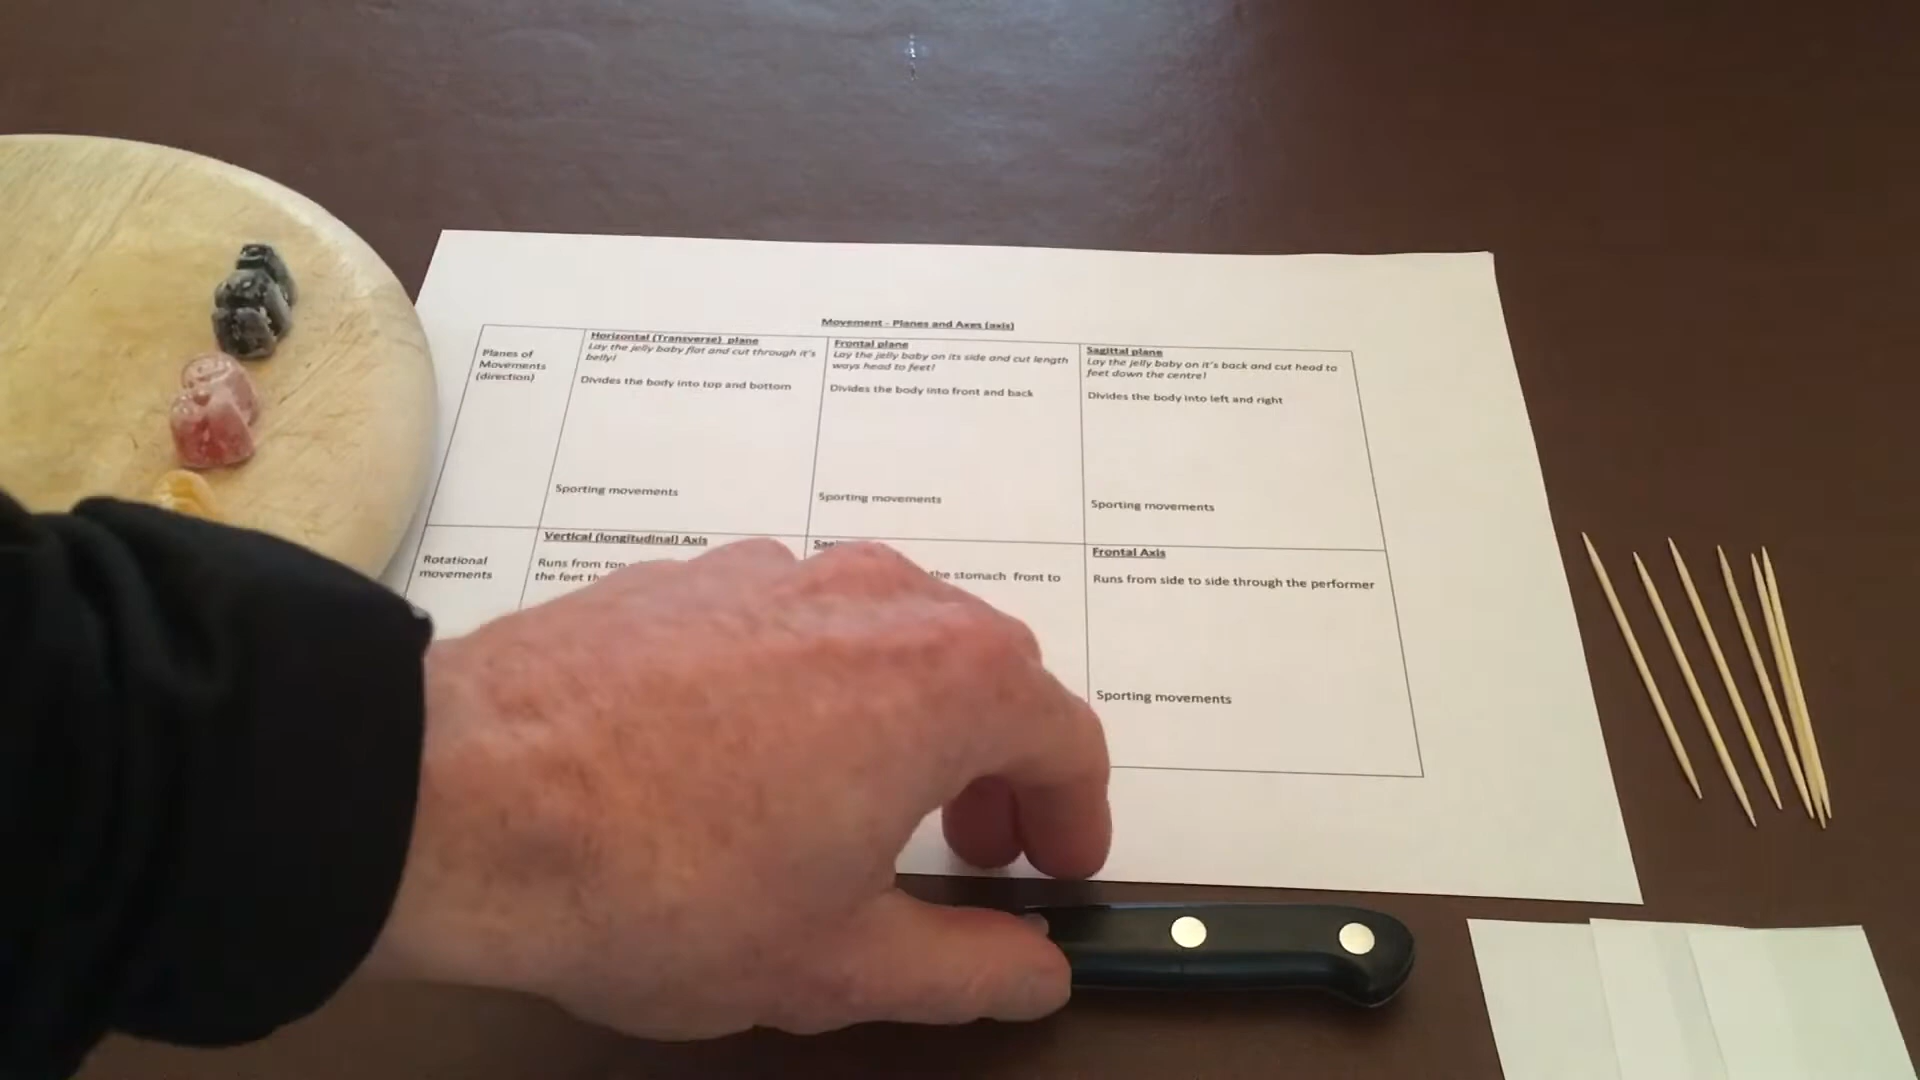 Movement - Planes and Axes (axis)
Planes of
Movements
(direction)
Horizontal (Transverse) plane
Lay the jelly baby flat and cut through it's
belly!
Divides the body into top and bottom
Sporting movements
Frontal plane
Lay the jelly baby on its side and cut length
ways head to feet!
Divides the body into front and back
Sporting movements
Sagittal plane
Lay the jelly baby on it's back and cut head to
feet down the centre!
Divides the body into left and right
Sporting movements
Rotational
movements
Vertical (longitudinal) Axis
Runs from top
the feet
the stomach front to
Frontal Axis
Runs from side to side through the performer
Sporting movements